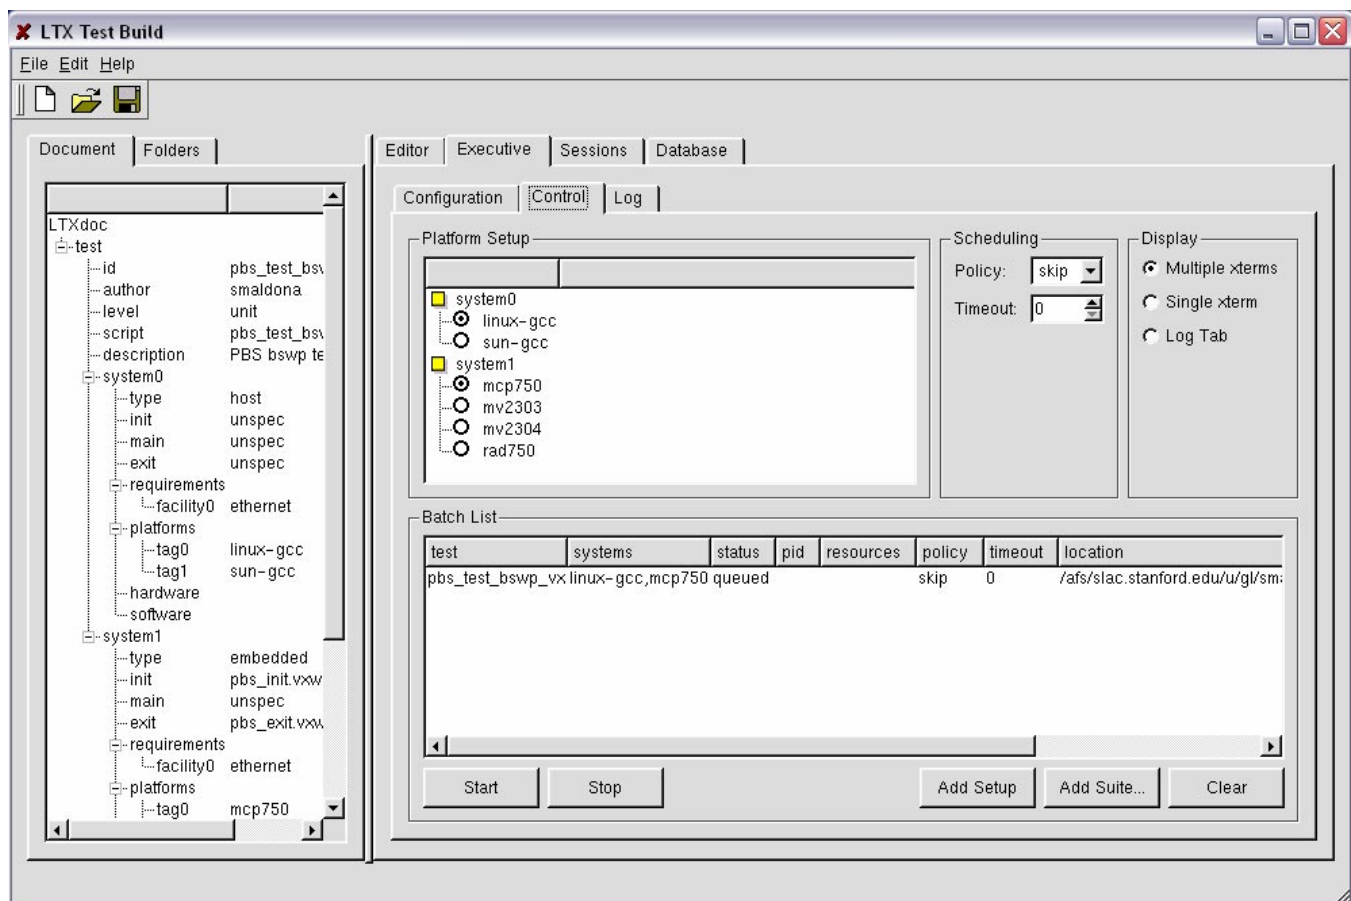 LTX Test Build
File Edit Help
Document Folders
LTXdoc
test
id pbs_test_bsw
author smaldona
level unit
script pbs_test_bsw
description PBS bswp te
system0
type host
init unspec
main unspec
exit unspec
requirements
facility0 ethernet
platforms
tag0 linux-gcc
tag1 sun-gcc
hardware
software
system1
type embedded
init pbs_init.vxw
main unspec
exit pbs_exit.vxw
requirements
facility0 ethernet
platforms
tag0 mcp750
Editor Executive Sessions Database
Configuration Control Log
Platform Setup
system0
linux-gcc
sun-gcc
system1
mcp750
mv2303
mv2304
rad750
Scheduling
Policy: skip
Timeout: 0
Display
Multiple xterms
Single xterm
Log Tab
Batch List
test systems status pid resources policy timeout location
pbs_test_bswp_vx linux-gcc,mcp750 queued skip 0 /afs/slac.stanford.edu/u/gl/sma
Start Stop Add Setup Add Suite... Clear